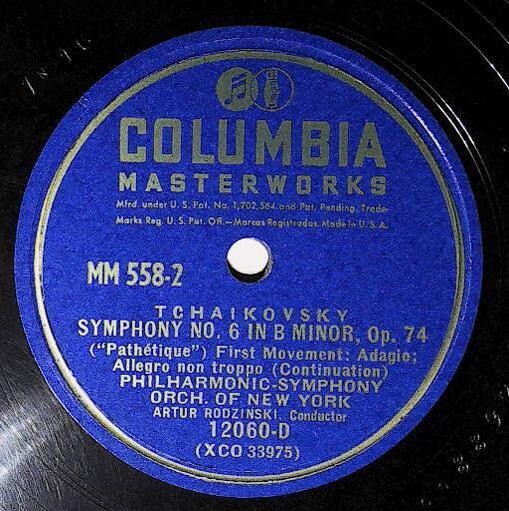 COLUMBIA
MASTERWORKS
Mfrd. under U. S. Pat. No. 1,702,564 and Pat. Pending. Trade-
Marks Reg. U. S. Pat. Off.—Marcas Registradas. Made in U. S. A.
MM 558-2
TCHAIKOVSKY
SYMPHONY NO. 6 IN B MINOR, Op. 74
("Pathétique") First Movement: Adagio;
Allegro non troppo (Continuation)
PHILHARMONIC-SYMPHONY
ORCH. OF NEW YORK
ARTUR RODZINSKI, Conductor
12060-D
(XCO 33975)